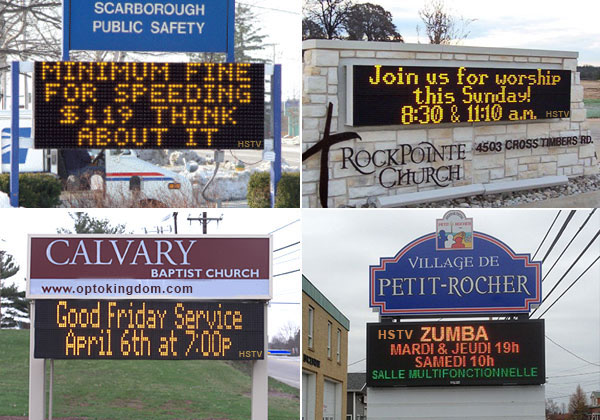 SCARBOROUGH
PUBLIC SAFETY
MINIMUM FINE
FOR SPEEDING
$119 THINK
ABOUT IT
HSTV
Join us for worship
this Sunday!
8:30 & 11:10 a.m.
HSTV
ROCKPOINTE
CHURCH
4503 CROSS TIMBERS RD.
CALVARY
BAPTIST CHURCH
www.optokingdom.com
Good Friday Service
April 6th at 7:00p
HSTV
PETIT-ROCHER
VILLAGE DE
PETIT-ROCHER
HSTV ZUMBA
MARDI & JEUDI 19h
SAMEDI 10h
SALLE MULTIFONCTIONNELLE